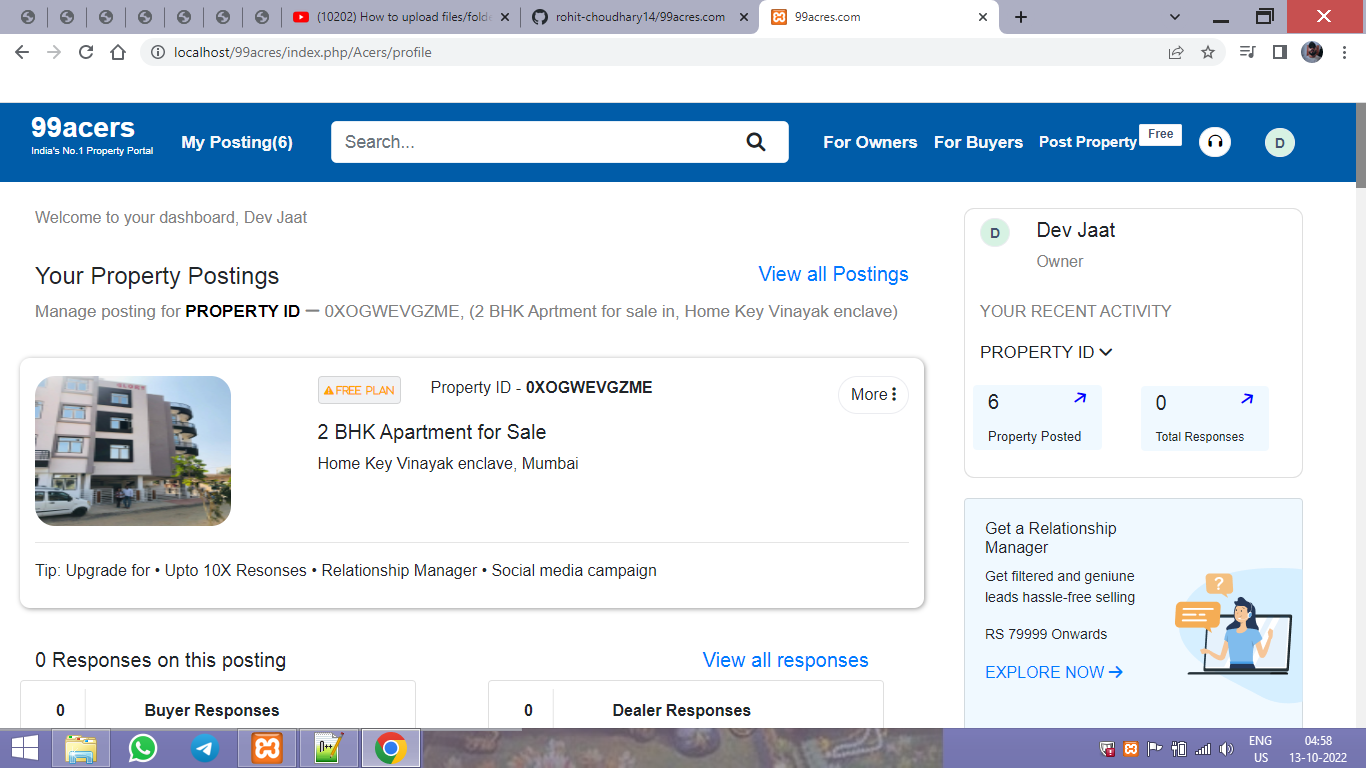 (10202) How to upload files/folde
rohit-choudhary14/99acres.com
99acres.com
localhost/99acres/index.php/Acers/profile
99acers
India's No.1 Property Portal
My Posting(6)
Search...
For Owners
For Buyers
Post Property
Free
D
Welcome to your dashboard, Dev Jaat
Your Property Postings
View all Postings
Manage posting for PROPERTY ID — 0XOGWEVGZME, (2 BHK Aprtment for sale in, Home Key Vinayak enclave)
FREE PLAN
Property ID - 0XOGWEVGZME
More
2 BHK Apartment for Sale
Home Key Vinayak enclave, Mumbai
Tip: Upgrade for • Upto 10X Resonses • Relationship Manager • Social media campaign
0 Responses on this posting
View all responses
0
Buyer Responses
0
Dealer Responses
D
Dev Jaat
Owner
YOUR RECENT ACTIVITY
PROPERTY ID
6
Property Posted
0
Total Responses
Get a Relationship
Manager
Get filtered and geniune
leads hassle-free selling
RS 79999 Onwards
EXPLORE NOW
?
ENG
US
04:58
13-10-2022